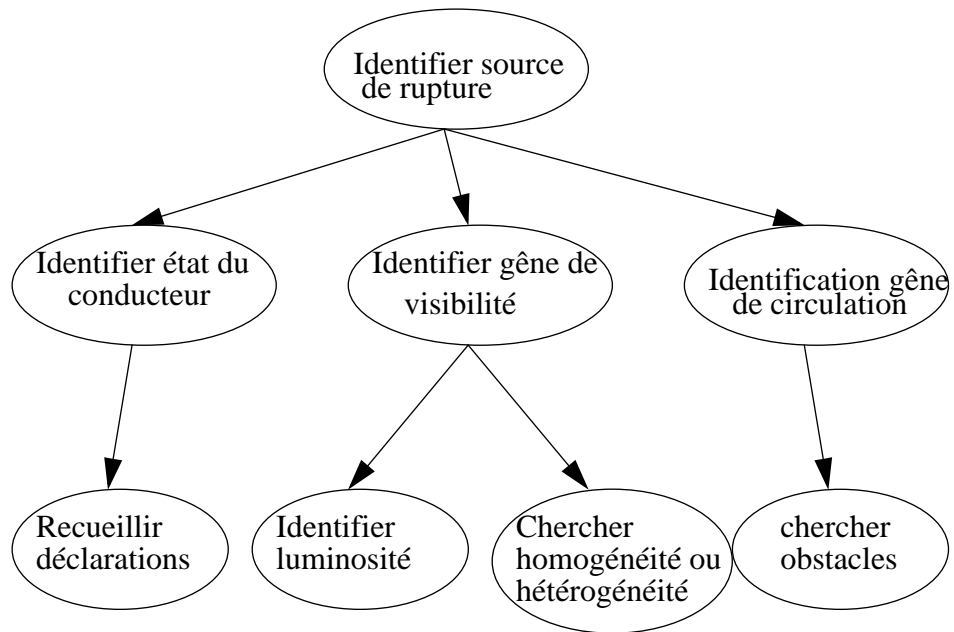 Identifier source
de rupture
Identifier état du
conducteur
Identifier gêne de
visibilité
Identification gêne
de circulation
Recueillir
déclarations
Identifier
luminosité
Chercher
homogénéité ou
hétérogénéité
chercher
obstacles